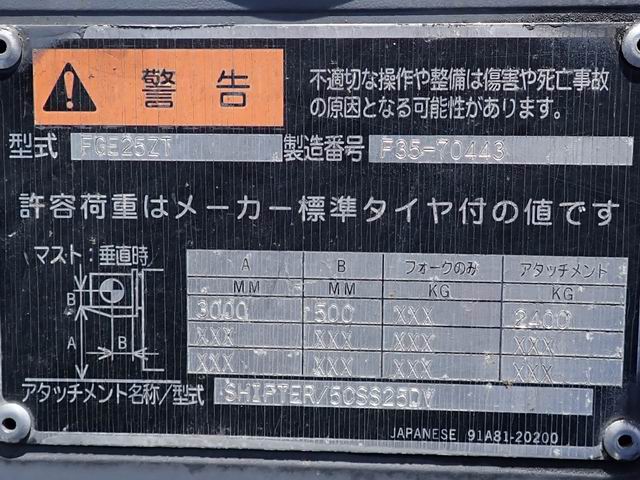 警告
不適切な操作や整備は傷害や死亡事故
の原因となる可能性があります。
型式 FGE25ZT 製造番号 F35-70443
許容荷重はメーカー標準タイヤ付の値です
マスト:垂直時
A B フォークのみ アタッチメント
MM MM KG KG
3000 500 XXX 2400
XXX XXX XXX XXX
XXX XXX XXX XXX
B
A B
アタッチメント名称/型式 SHIFTER/50SS25DV
JAPANESE 91A81-20200